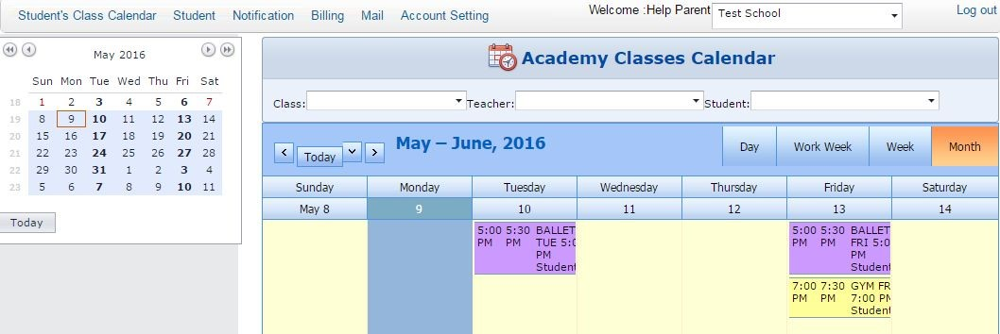 Student's Class Calendar Student Notification Billing Mail Account Setting Welcome :Help Parent Test School Log out
May 2016
Sun Mon Tue Wed Thu Fri Sat
18 1 2 3 4 5 6 7
19 8 9 10 11 12 13 14
20 15 16 17 18 19 20 21
21 22 23 24 25 26 27 28
22 29 30 31 1 2 3 4
23 5 6 7 8 9 10 11
Today
Academy Classes Calendar
Class: Teacher: Student:
Today May – June, 2016 Day Work Week Week Month
Sunday Monday Tuesday Wednesday Thursday Friday Saturday
May 8 9 10 11 12 13 14
5:00 PM 5:30 PM BALLET
TUE 5:0
PM
Student
5:00 PM 5:30 PM BALLET
FRI 5:0
PM
Student
7:00 PM 7:30 PM GYM FR
7:00 PM
Student